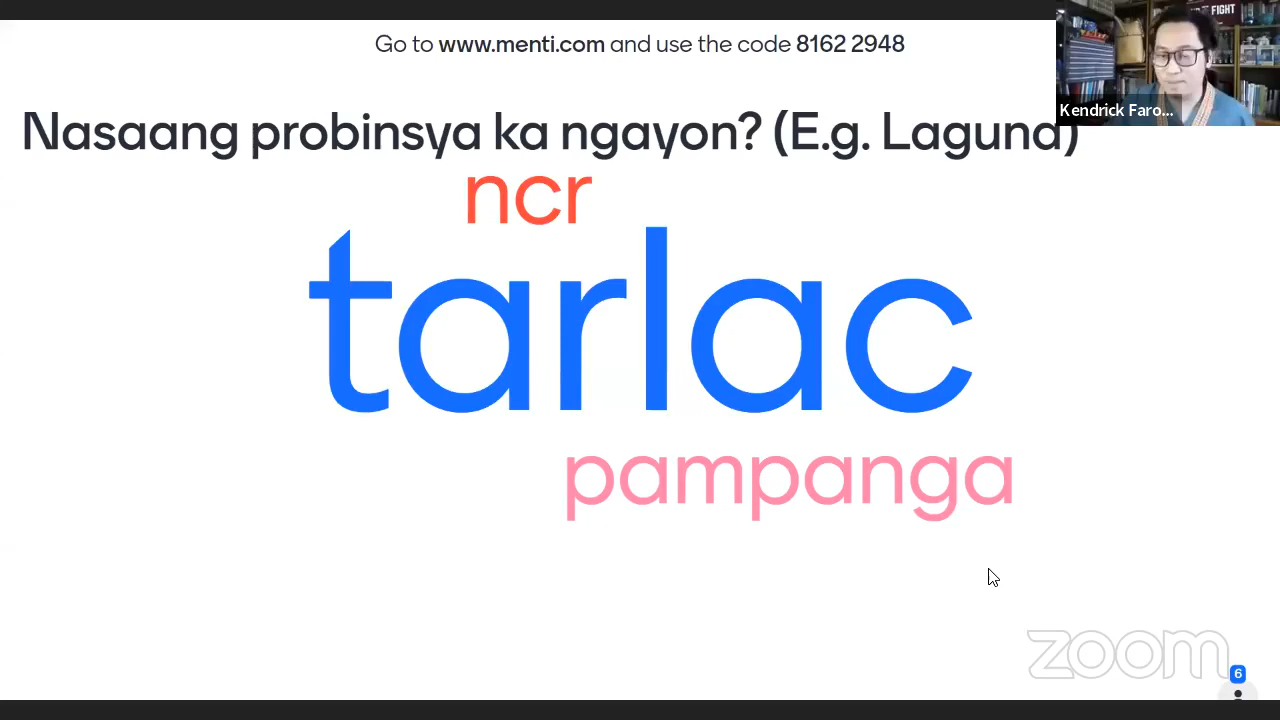 Go to www.menti.com and use the code 8162 2948
FIGHT
Kendrick Faro...
Nasaang probinsya ka ngayon? (E.g. Laguna)
ncr
tarlac
pampanga
zoom
6